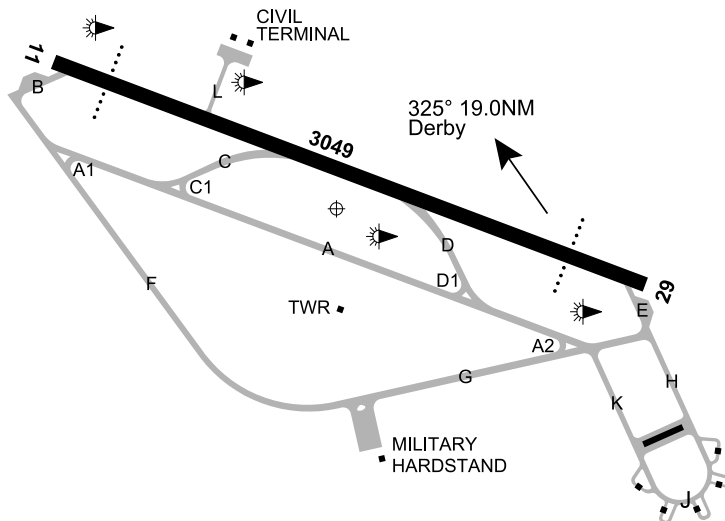 CIVIL
TERMINAL
11
B
L
325° 19.0NM
Derby
3049
A1
C
C1
A
D
D1
F
TWR
29
E
A2
G
H
K
MILITARY
HARDSTAND
J